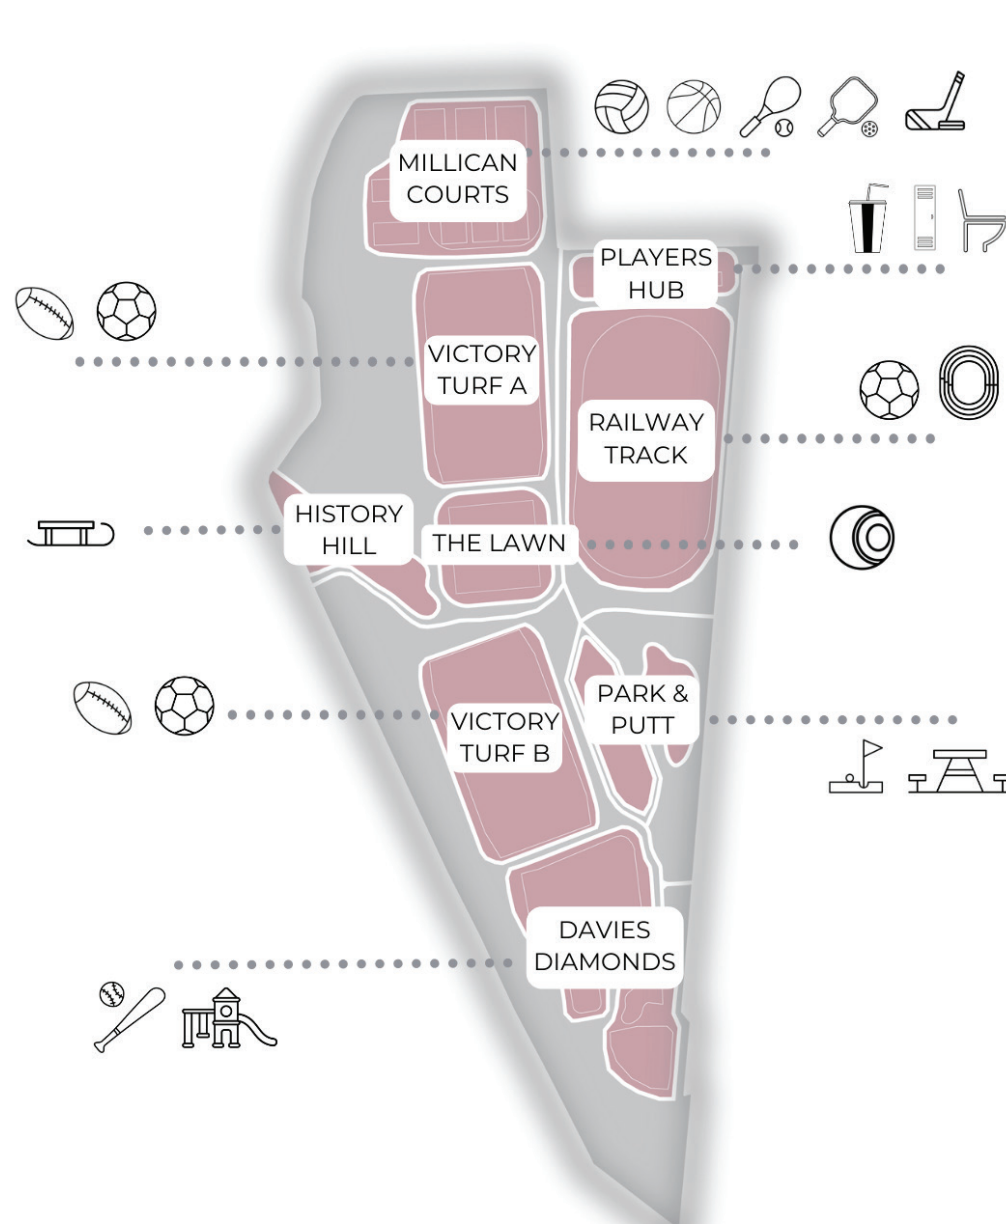 MILLICAN
COURTS
PLAYERS
HUB
VICTORY
TURF A
RAILWAY
TRACK
HISTORY
HILL
THE LAWN
PARK &
PUTT
VICTORY
TURF B
DAVIES
DIAMONDS